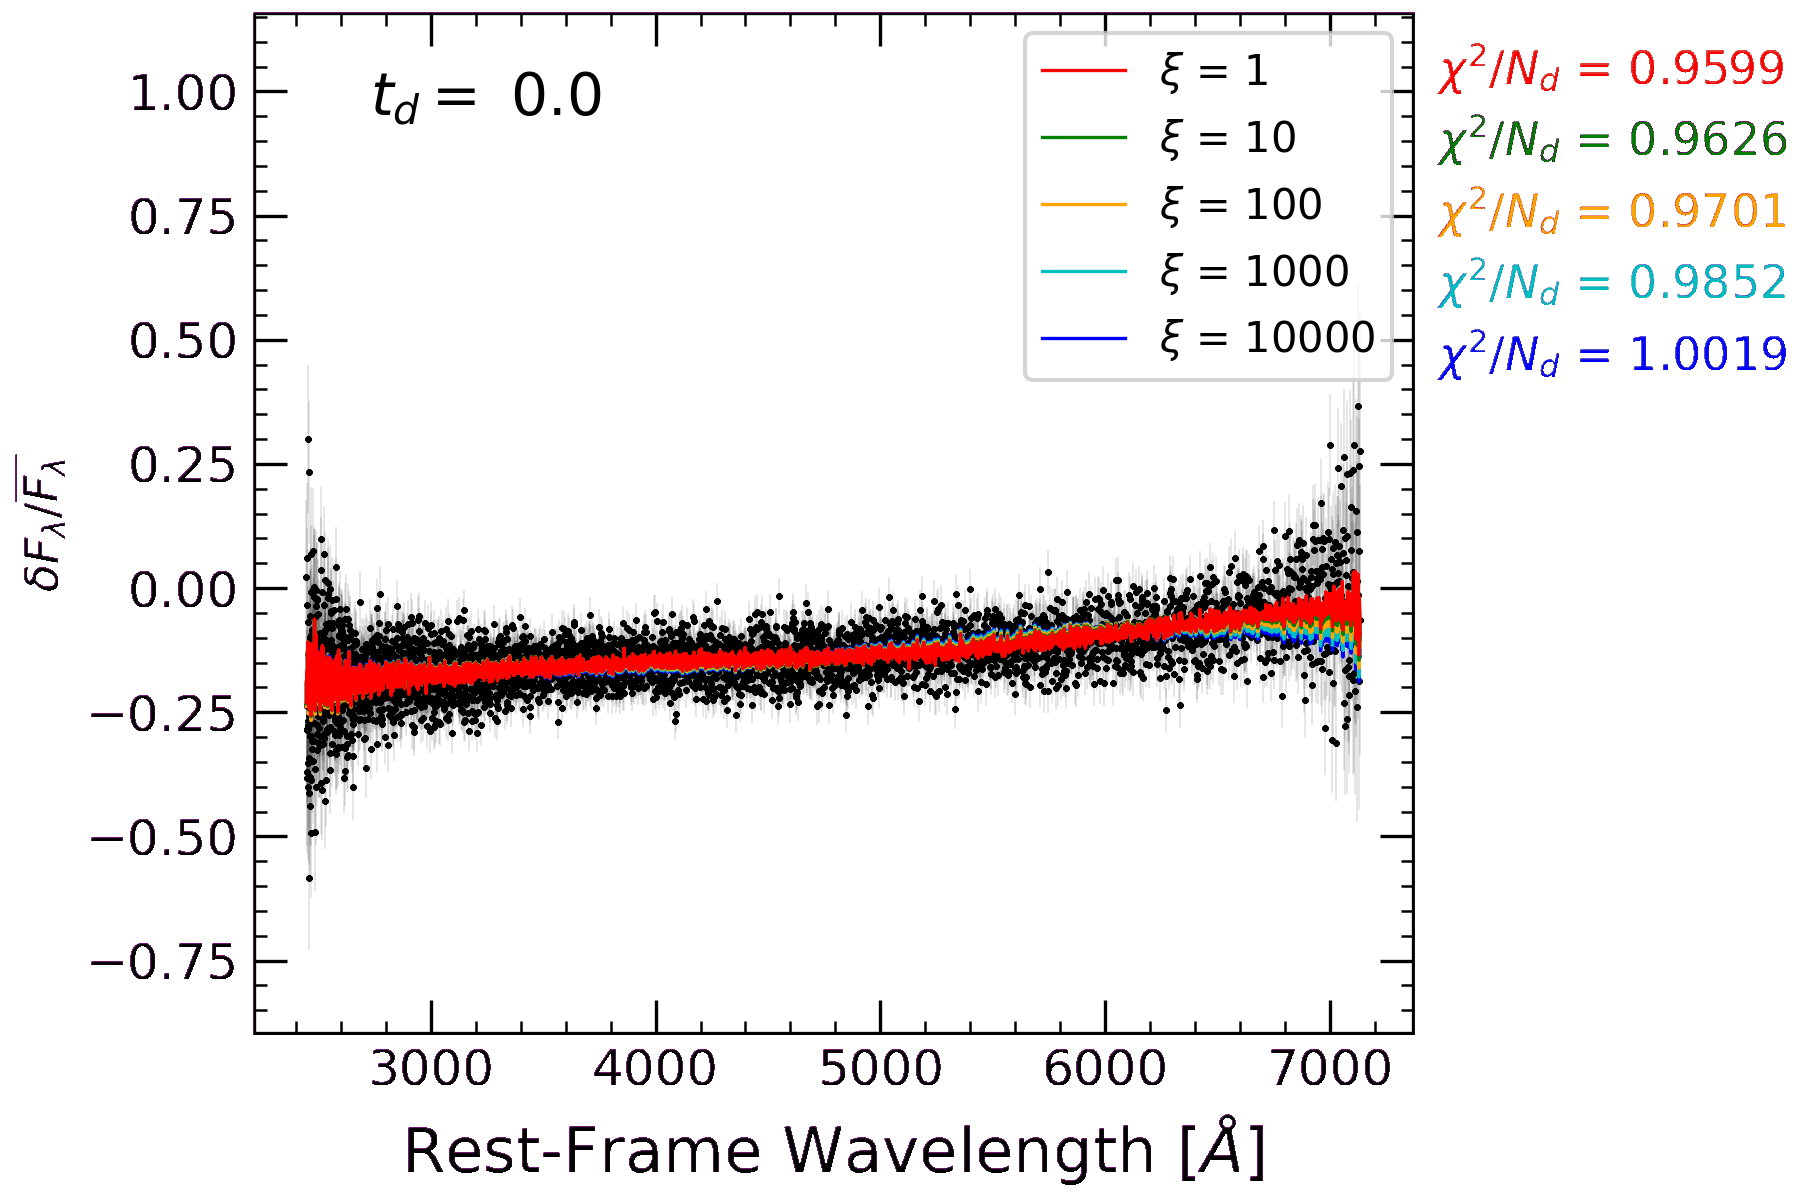 t_d = 0.0
ξ = 1
ξ = 10
ξ = 100
ξ = 1000
ξ = 10000
χ²/N_d = 0.9599
χ²/N_d = 0.9626
χ²/N_d = 0.9701
χ²/N_d = 0.9852
χ²/N_d = 1.0019
1.00
0.75
0.50
0.25
0.00
−0.25
−0.50
−0.75
δF_λ/F̅_λ
3000 4000 5000 6000 7000
Rest-Frame Wavelength [Å]